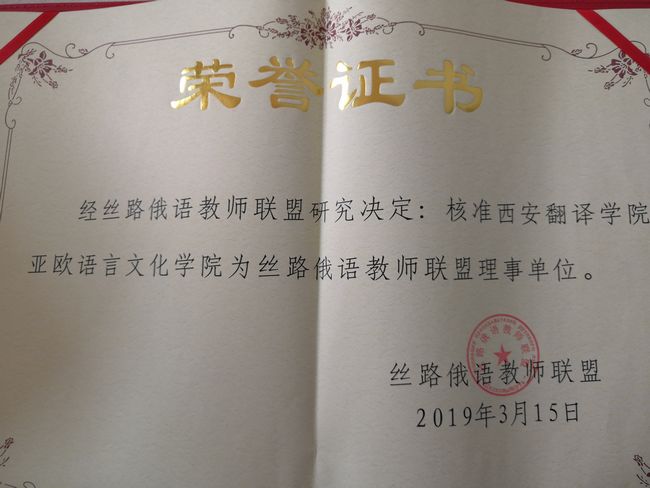 荣誉证书
经丝路俄语教师联盟研究决定：核准西安翻译学院
亚欧语言文化学院为丝路俄语教师联盟理事单位。
丝路俄语教师联盟
2019年3月15日